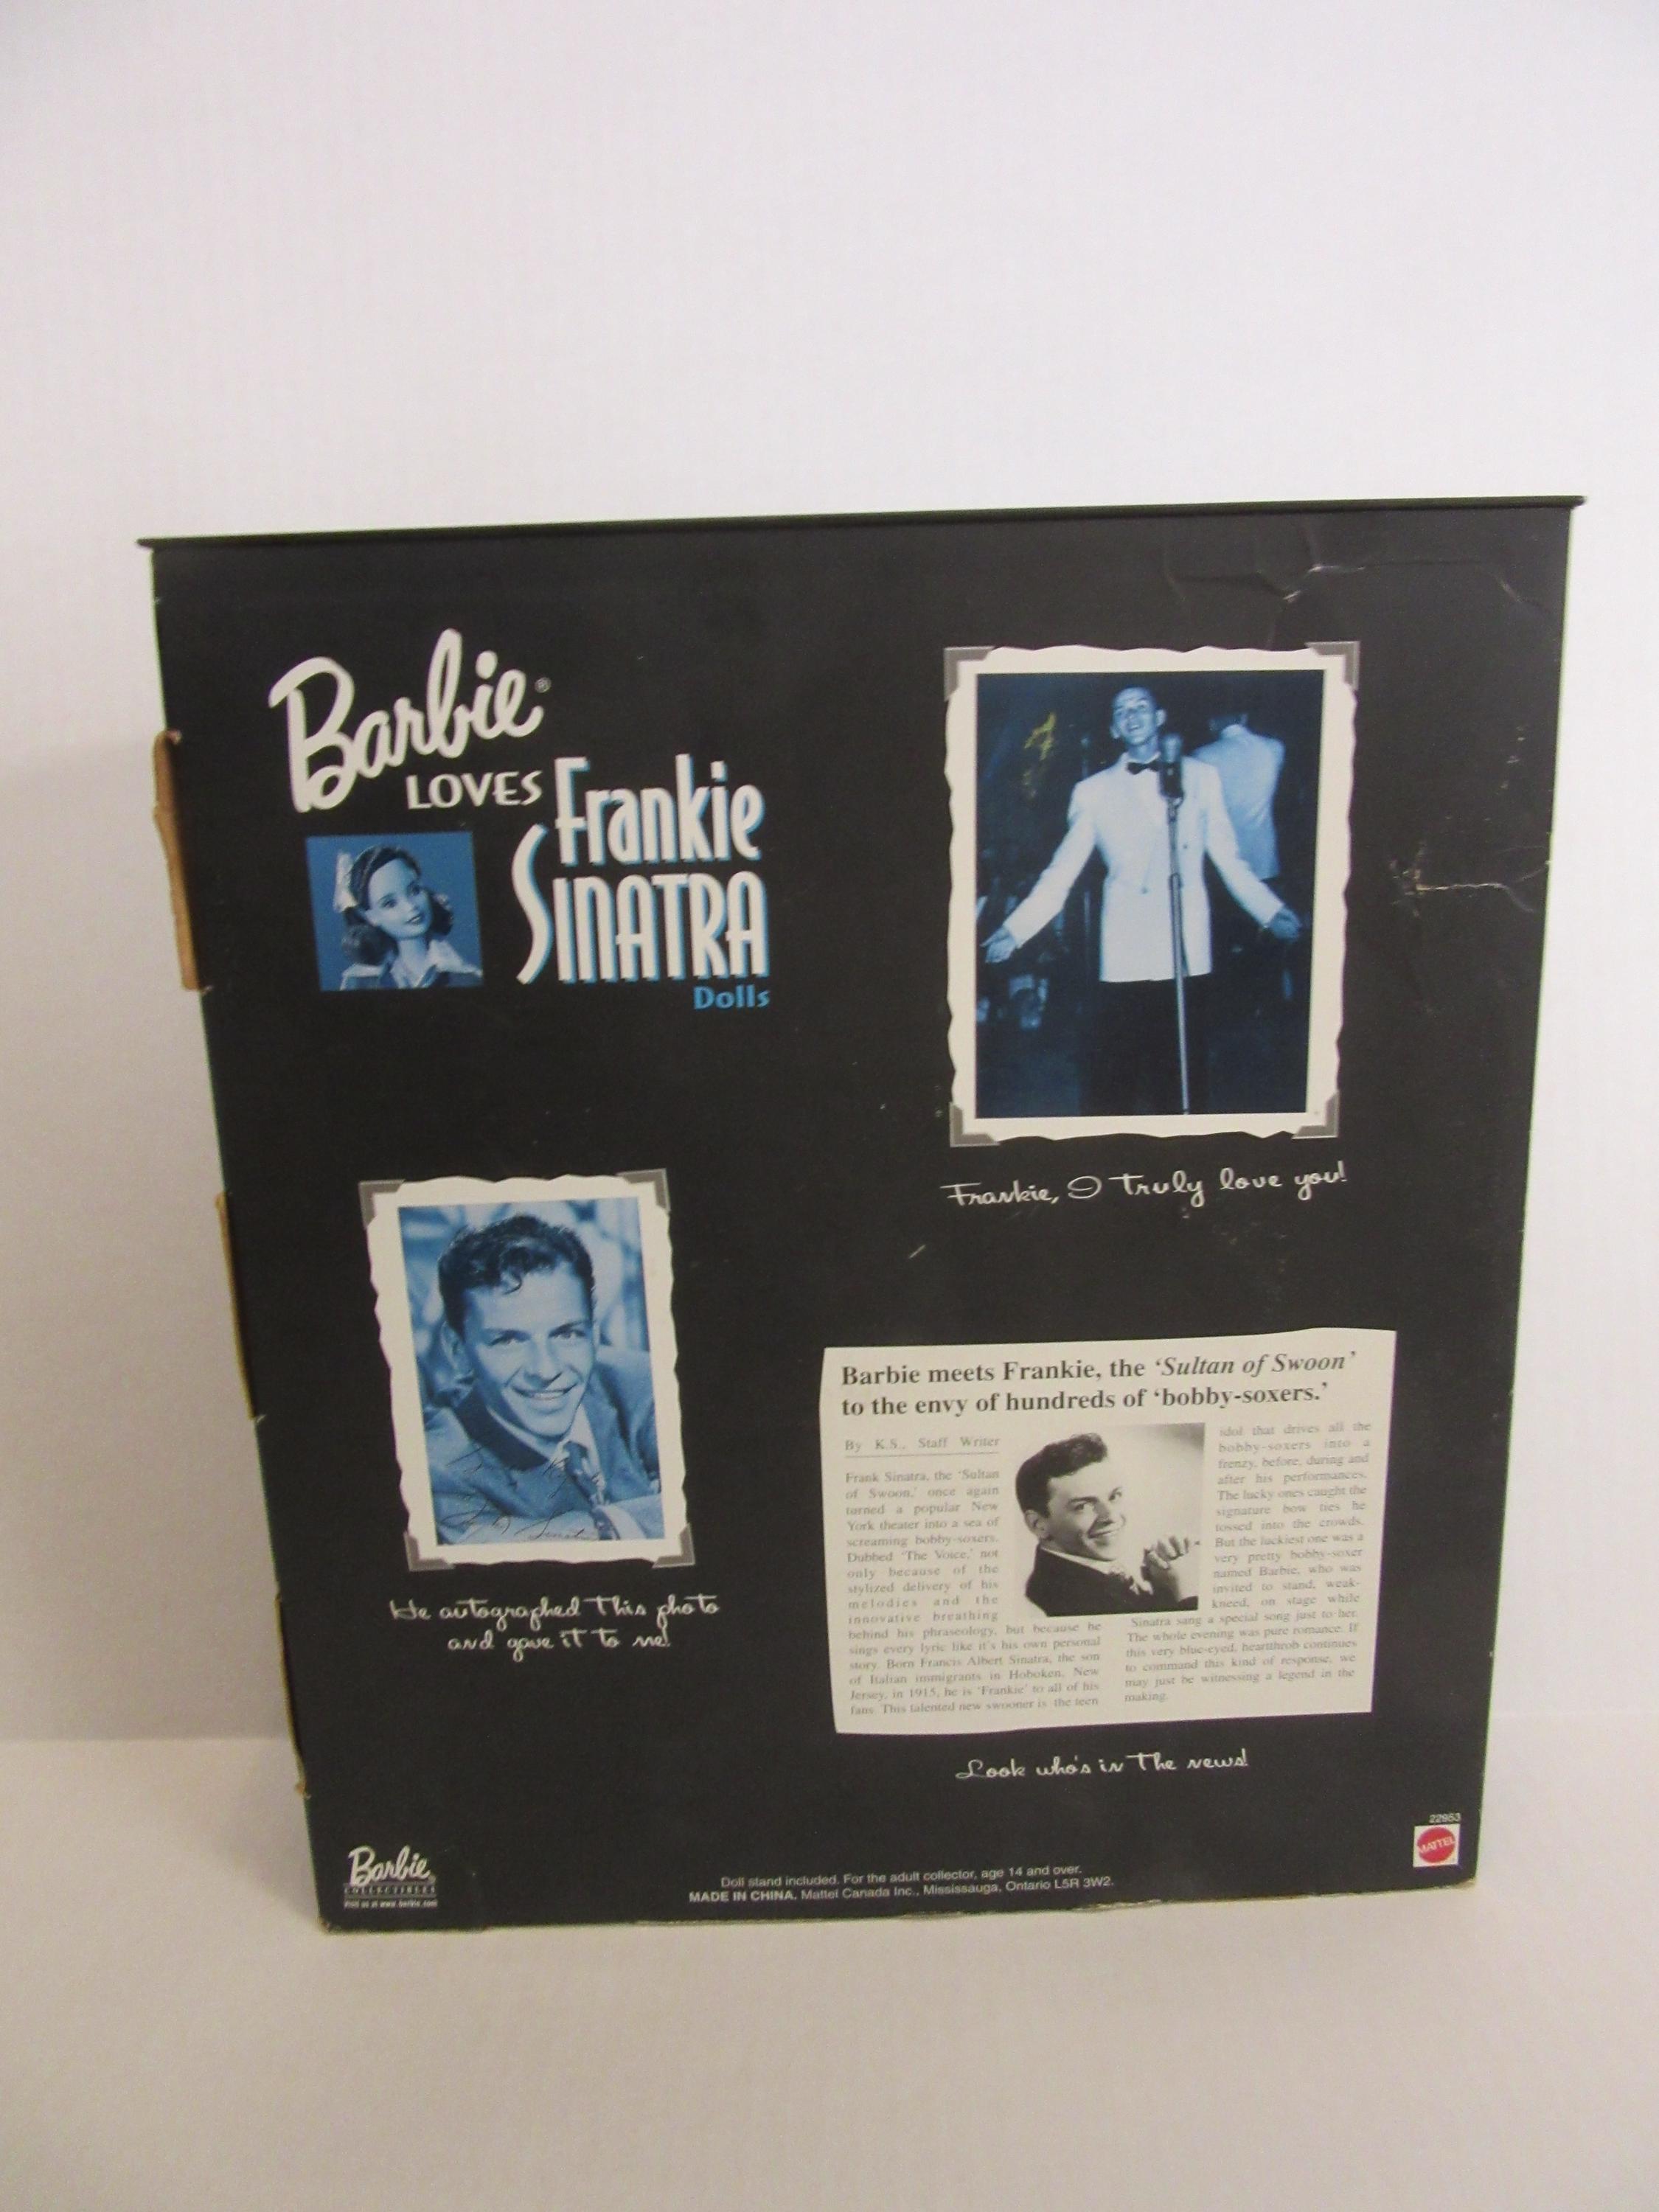 Barbie®
LOVES
Frankie
SINATRA
Dolls
Frankie, I truly love you!
He autographed this photo
and gave it to me!
Barbie meets Frankie, the 'Sultan of Swoon'
to the envy of hundreds of 'bobby-soxers.'
By K.S., Staff Writer
Frank Sinatra, the 'Sultan
of Swoon,' once again
turned a popular New
York theater into a sea of
screaming bobby-soxers.
Dubbed 'The Voice,' not
only because of the
stylized delivery of his
melodies and the
innovative breathing
behind his phraseology, but because he
sings every lyric like it's his own personal
story. Born Francis Albert Sinatra, the son
of Italian immigrants in Hoboken, New
Jersey, in 1915, he is 'Frankie' to all of his
fans. This talented new swooner is the teen
idol that drives all the
bobby-soxers into a
frenzy, before, during and
after his performances.
The lucky ones caught the
signature bow ties he
tossed into the crowds.
But the luckiest one was a
very pretty bobby-soxer
named Barbie, who was
invited to stand, weak-
kneed, on stage while
Sinatra sang a special song just to her.
The whole evening was pure romance. If
this very blue-eyed, heartthrob continues
to command this kind of response, we
may just be witnessing a legend in the
making.
Look who's in the news!
22953
MATTEL
Barbie
COLLECTIBLES
Visit us at www.barbie.com
Doll stand included. For the adult collector, age 14 and over.
MADE IN CHINA. Mattel Canada Inc., Mississauga, Ontario L5R 3W2.